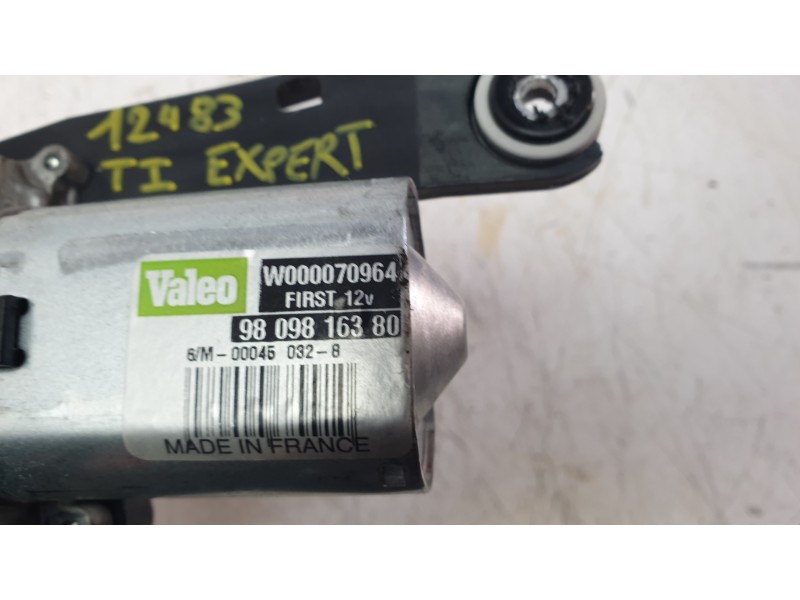 12483
TI EXPERT
Valeo
W000070964
FIRST 12v
98 098 163 80
6/M-00045 032-8
MADE IN FRANCE